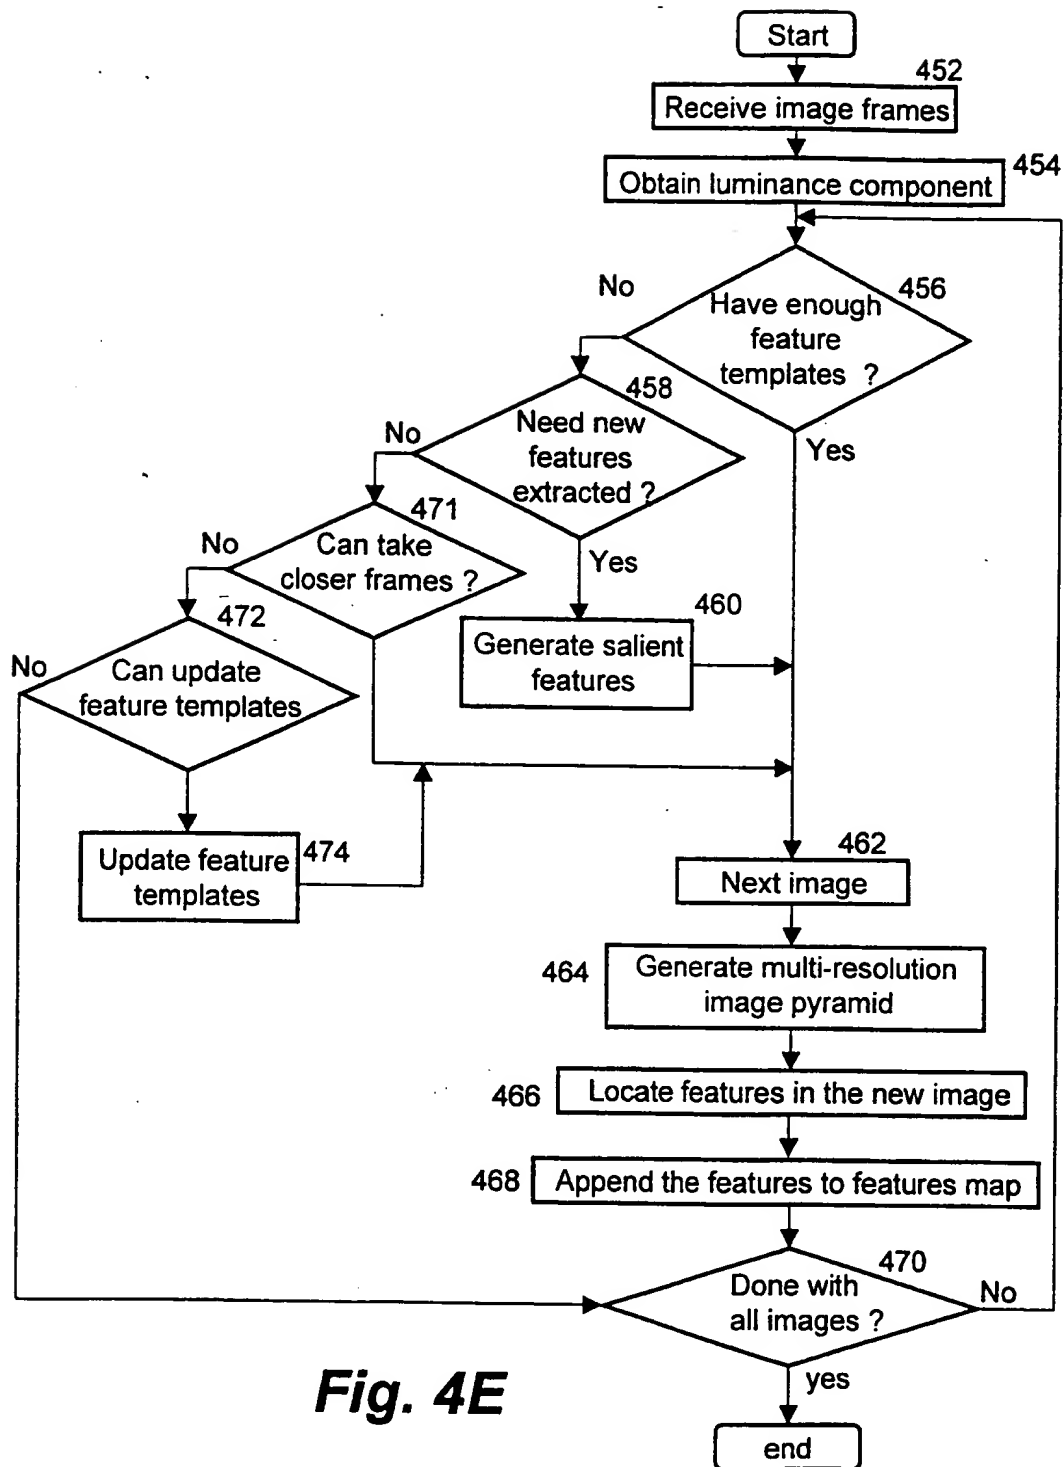 Start
452
Receive image frames
454
Obtain luminance component
456
No
Have enough
feature
templates ?
Yes
458
No
Need new
features
extracted ?
Yes
471
No
Can take
closer frames ?
460
Generate salient
features
472
No
Can update
feature templates
474
Update feature
templates
462
Next image
464
Generate multi-resolution
image pyramid
466
Locate features in the new image
468
Append the features to features map
470
Done with
all images ?
No
yes
end
Fig. 4E